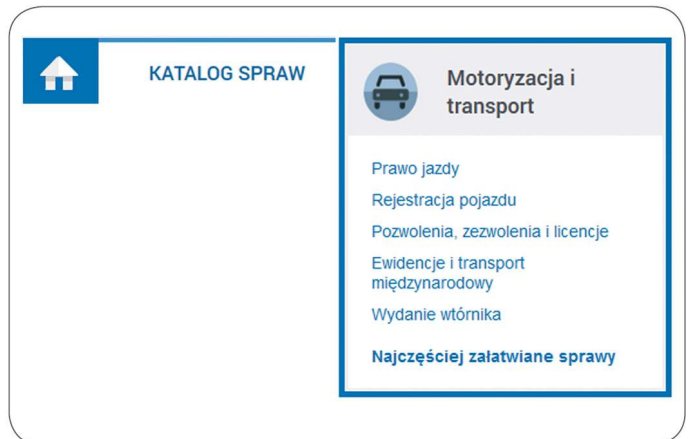 KATALOG SPRAW
Motoryzacja i
transport
Prawo jazdy
Rejestracja pojazdu
Pozwolenia, zezwolenia i licencje
Ewidencje i transport
międzynarodowy
Wydanie wtórnika
Najczęściej załatwiane sprawy